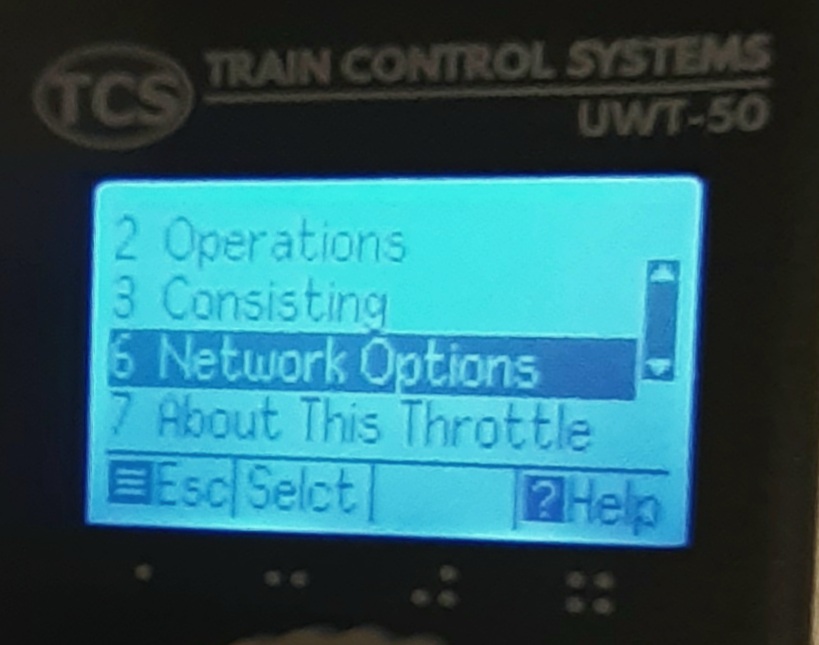 TCS TRAIN CONTROL SYSTEMS
UWT-50
2 Operations
3 Consisting
6 Network Options
7 About This Throttle
Esc Selct ? Help